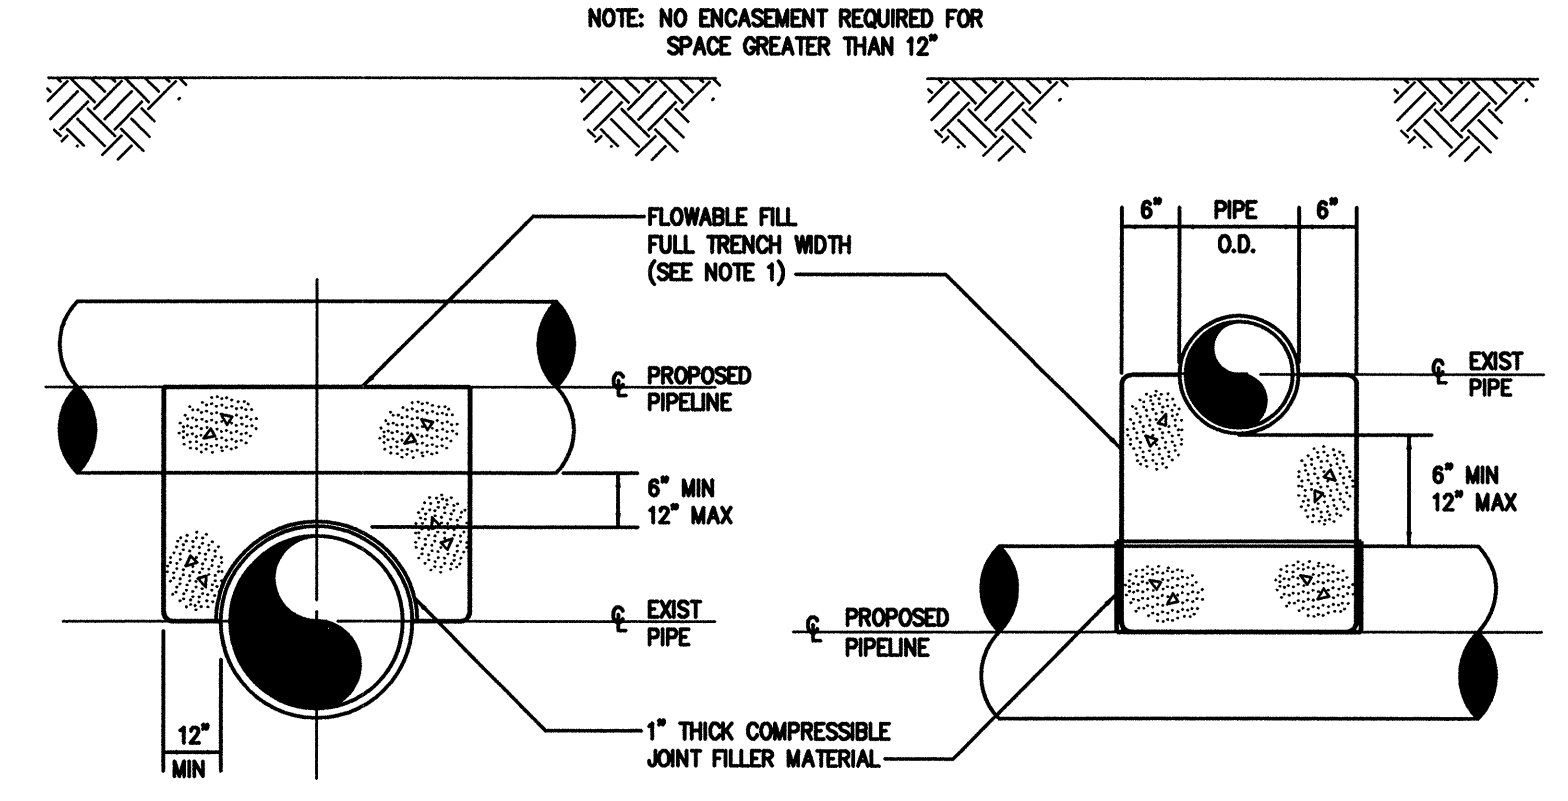 NOTE: NO ENCASEMENT REQUIRED FOR
SPACE GREATER THAN 12"
FLOWABLE FILL
FULL TRENCH WIDTH
(SEE NOTE 1)
6" PIPE 6"
O.D.
℄ PROPOSED
PIPELINE
℄ EXIST
PIPE
6" MIN
12" MAX
6" MIN
12" MAX
℄ EXIST
PIPE
℄ PROPOSED
PIPELINE
12"
MIN
1" THICK COMPRESSIBLE
JOINT FILLER MATERIAL